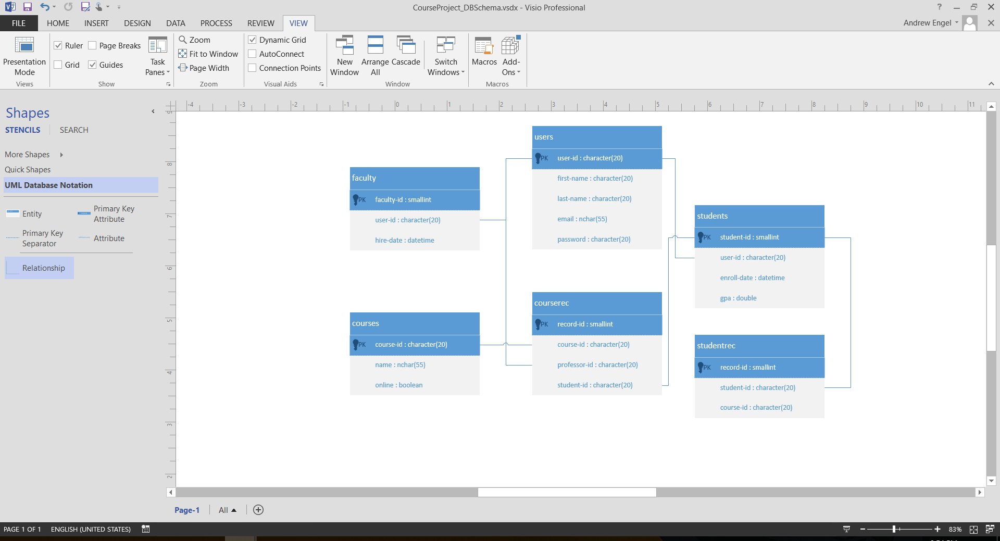 CourseProject_DBSchema.vsdx - Visio Professional
?
FILE HOME INSERT DESIGN DATA PROCESS REVIEW VIEW
Andrew Engel
Presentation Mode
Views
Ruler
Page Breaks
Grid
Guides
Task Panes
Show
Zoom
Fit to Window
Page Width
Zoom
Dynamic Grid
AutoConnect
Connection Points
Visual Aids
New Window
Arrange All
Cascade
Switch Windows
Window
Macros
Add-Ons
Macros
Shapes
STENCILS SEARCH
More Shapes
Quick Shapes
UML Database Notation
Entity
Primary Key Attribute
Primary Key Separator
Attribute
Relationship
-4 -3 -2 -1 0 1 2 3 4 5 6 7 8 9 10 11
9
8
7
6
5
4
3
2
users
PK user-id : character(20)
first-name : character(20)
last-name : character(20)
email : nchar(55)
password : character(20)
faculty
PK faculty-id : smallint
user-id : character(20)
hire-date : datetime
students
PK student-id : smallint
user-id : character(20)
enroll-date : datetime
gpa : double
courserec
PK record-id : smallint
course-id : character(20)
professor-id : character(20)
student-id : character(20)
courses
PK course-id : character(20)
name : nchar(55)
online : boolean
studentrec
PK record-id : smallint
student-id : character(20)
course-id : character(20)
Page-1 All
PAGE 1 OF 1 ENGLISH (UNITED STATES)
83%